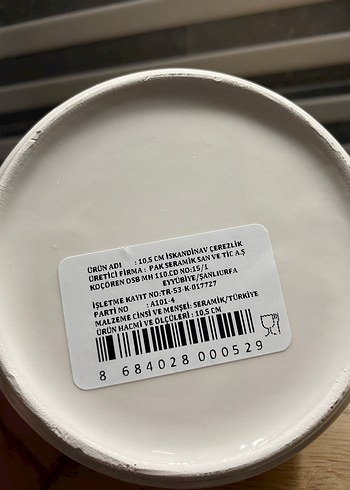 ÜRÜN ADI : 10,5 CM İSKANDİNAV ÇEREZLİK
ÜRETİCİ FİRMA : PAK SERAMİK SAN VE TİC A.Ş
KOÇÖREN OSB MH 110.CD NO:15/1
EYYÜBİYE/ŞANLIURFA
İŞLETME KAYIT NO:TR-53-K-017727
PARTİ NO : A101-4
MALZEME CİNSİ VE MENŞEİ: SERAMİK/TÜRKİYE
ÜRÜN HACMİ VE ÖLÇÜLERİ : 10,5 CM
8 684028 000529